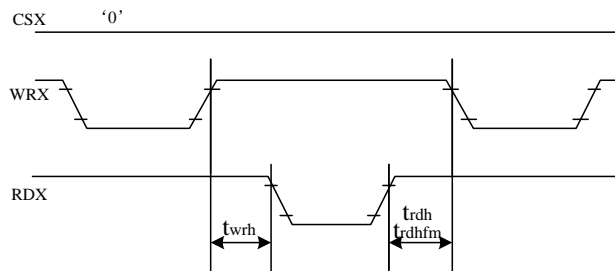 CSX ‘0’
WRX
RDX
twrh
trdh
trdhfm